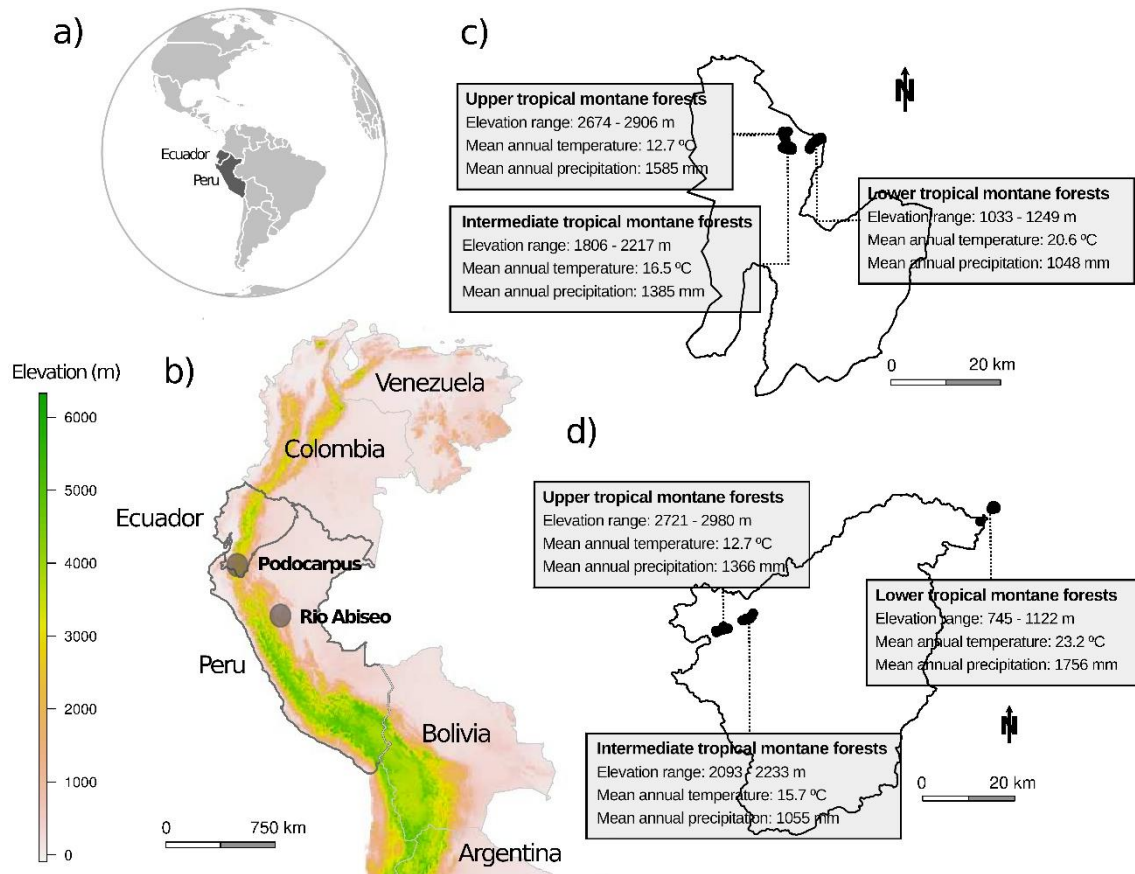 a)
Ecuador
Peru
c)
N
Upper tropical montane forests
Elevation range: 2674 - 2906 m
Mean annual temperature: 12.7 ºC
Mean annual precipitation: 1585 mm
Intermediate tropical montane forests
Elevation range: 1806 - 2217 m
Mean annual temperature: 16.5 ºC
Mean annual precipitation: 1385 mm
Lower tropical montane forests
Elevation range: 1033 - 1249 m
Mean annual temperature: 20.6 ºC
Mean annual precipitation: 1048 mm
0 20 km
Elevation (m)
6000
5000
4000
3000
2000
1000
0
b)
Venezuela
Colombia
Ecuador
Podocarpus
Río Abiseo
Peru
Bolivia
Argentina
0 750 km
d)
Upper tropical montane forests
Elevation range: 2721 - 2980 m
Mean annual temperature: 12.7 ºC
Mean annual precipitation: 1366 mm
Lower tropical montane forests
Elevation range: 745 - 1122 m
Mean annual temperature: 23.2 ºC
Mean annual precipitation: 1756 mm
N
Intermediate tropical montane forests
Elevation range: 2093 - 2233 m
Mean annual temperature: 15.7 ºC
Mean annual precipitation: 1055 mm
0 20 km